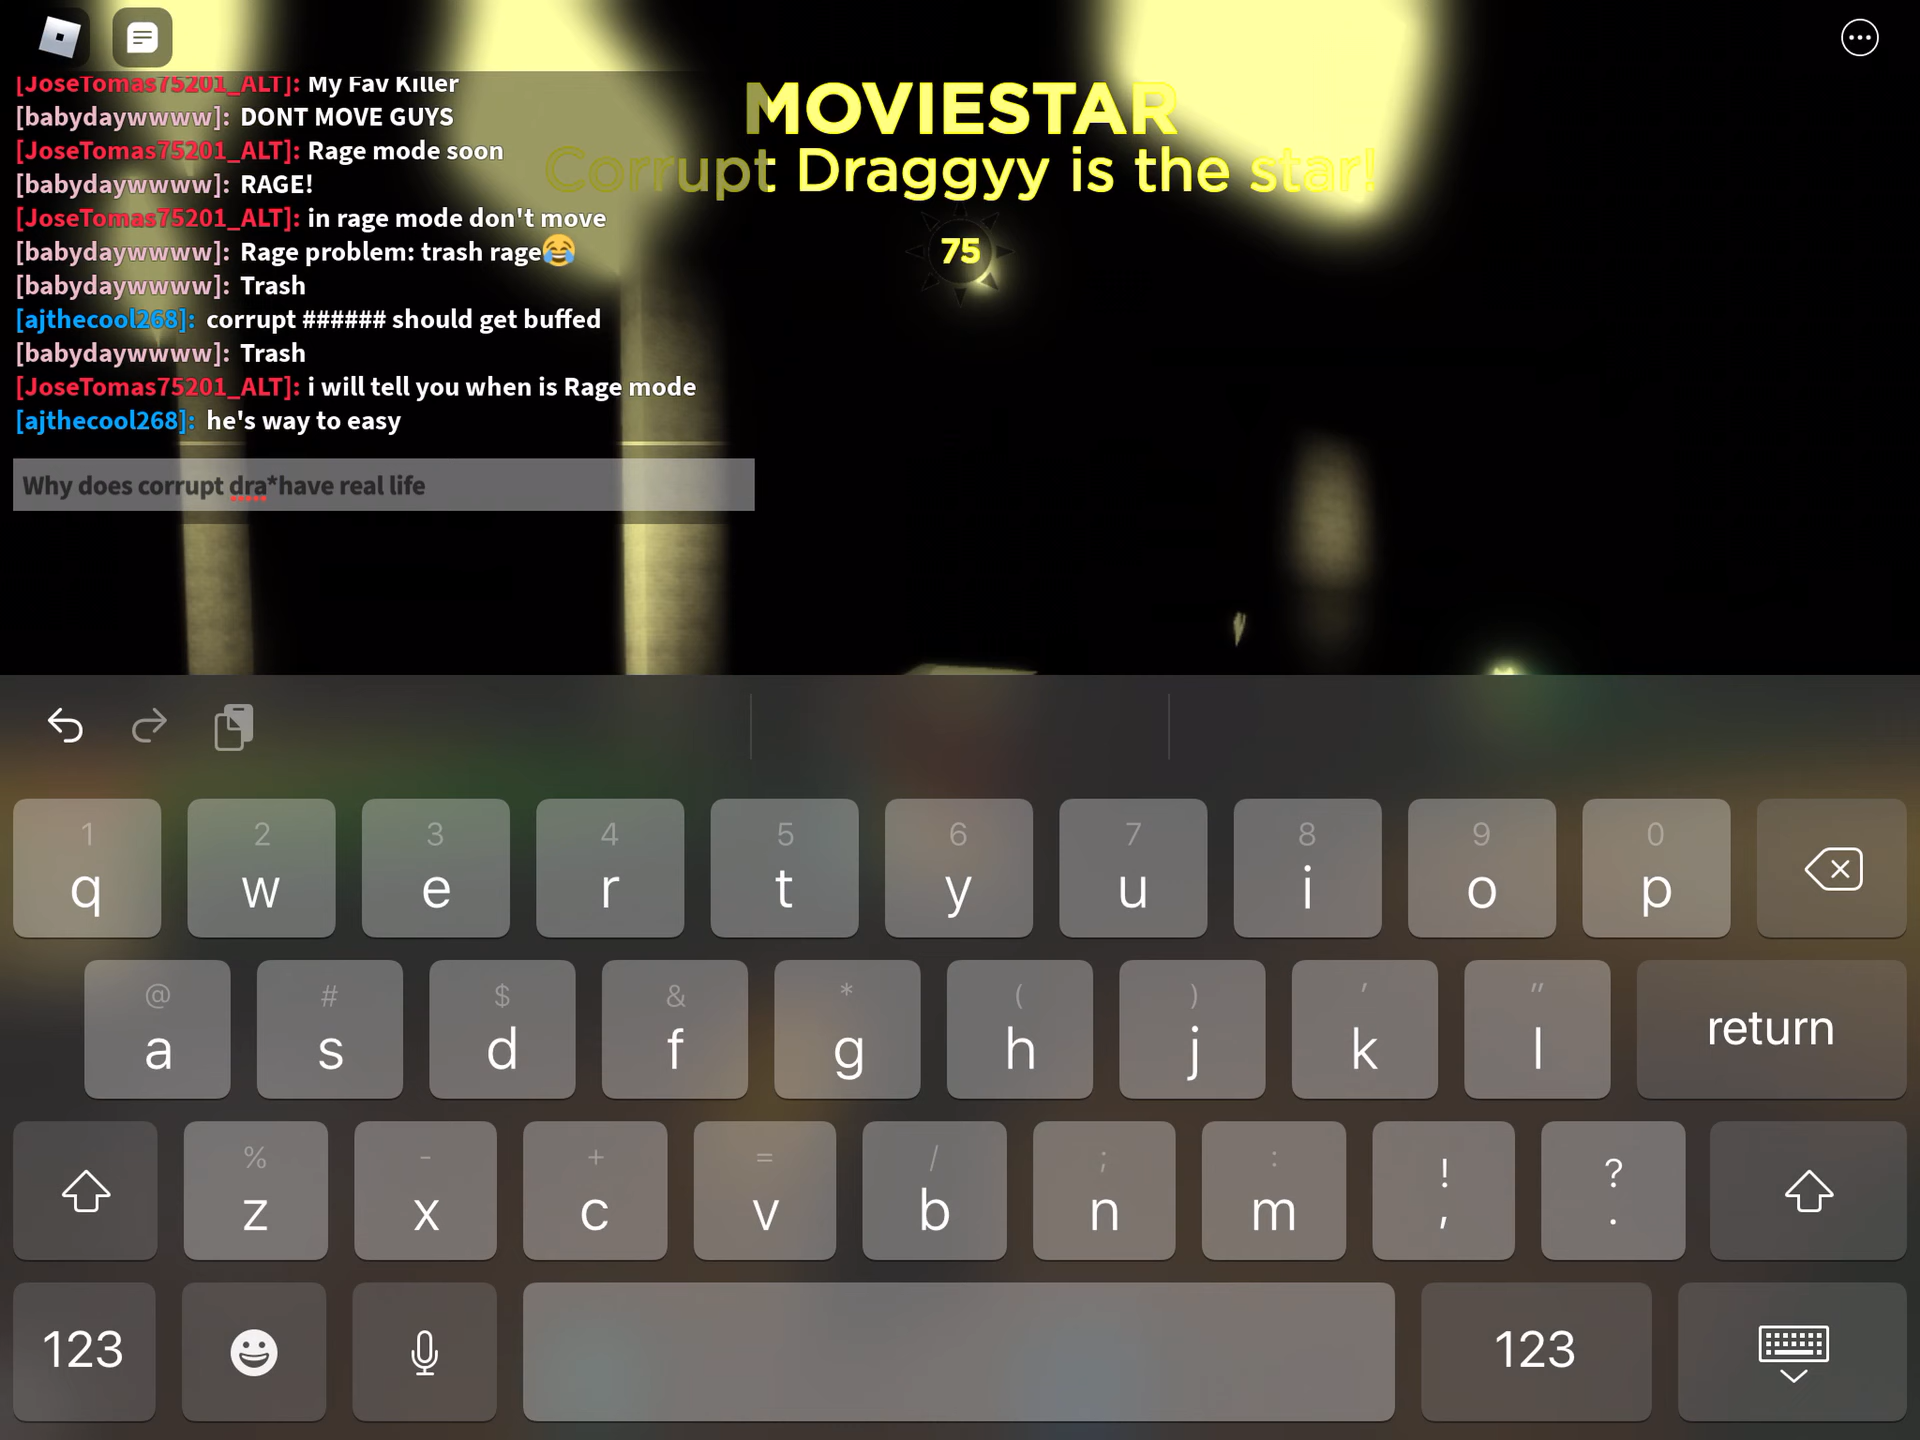 [JoseTomas75201_ALT]: My Fav Killer
[babydaywwww]: DONT MOVE GUYS
[JoseTomas75201_ALT]: Rage mode soon
[babydaywwww]: RAGE!
[JoseTomas75201_ALT]: in rage mode don't move
[babydaywwww]: Rage problem: trash rage😂
[babydaywwww]: Trash
[ajthecool268]: corrupt ###### should get buffed
[babydaywwww]: Trash
[JoseTomas75201_ALT]: i will tell you when is Rage mode
[ajthecool268]: he's way to easy
Why does corrupt dra*have real life
MOVIESTAR
Corrupt Draggyy is the star!
75
1 2 3 4 5 6 7 8 9 0
q w e r t y u i o p
@ # $ & * ( ) ' "
a s d f g h j k l return
% - + = / ; : ! ?
z x c v b n m , .
123 123